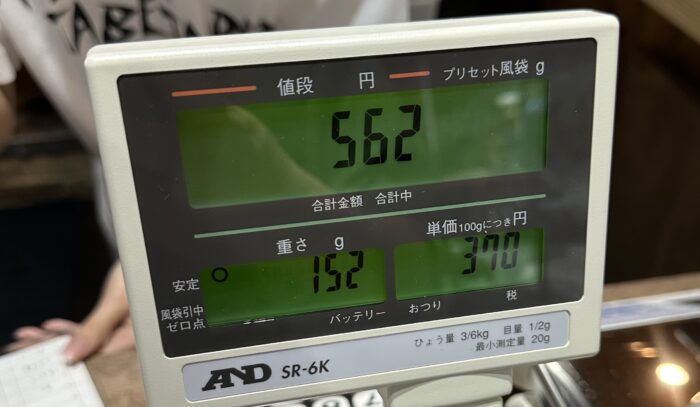 値段 円 プリセット風袋 g
562
合計金額 合計中
重さ g 単価100gにつき円
安定 152 370
風袋引中
ゼロ点 バッテリー おつり 税
ひょう量 3/6kg 目量 1/2g
最小測定量 20g
AND SR-6K